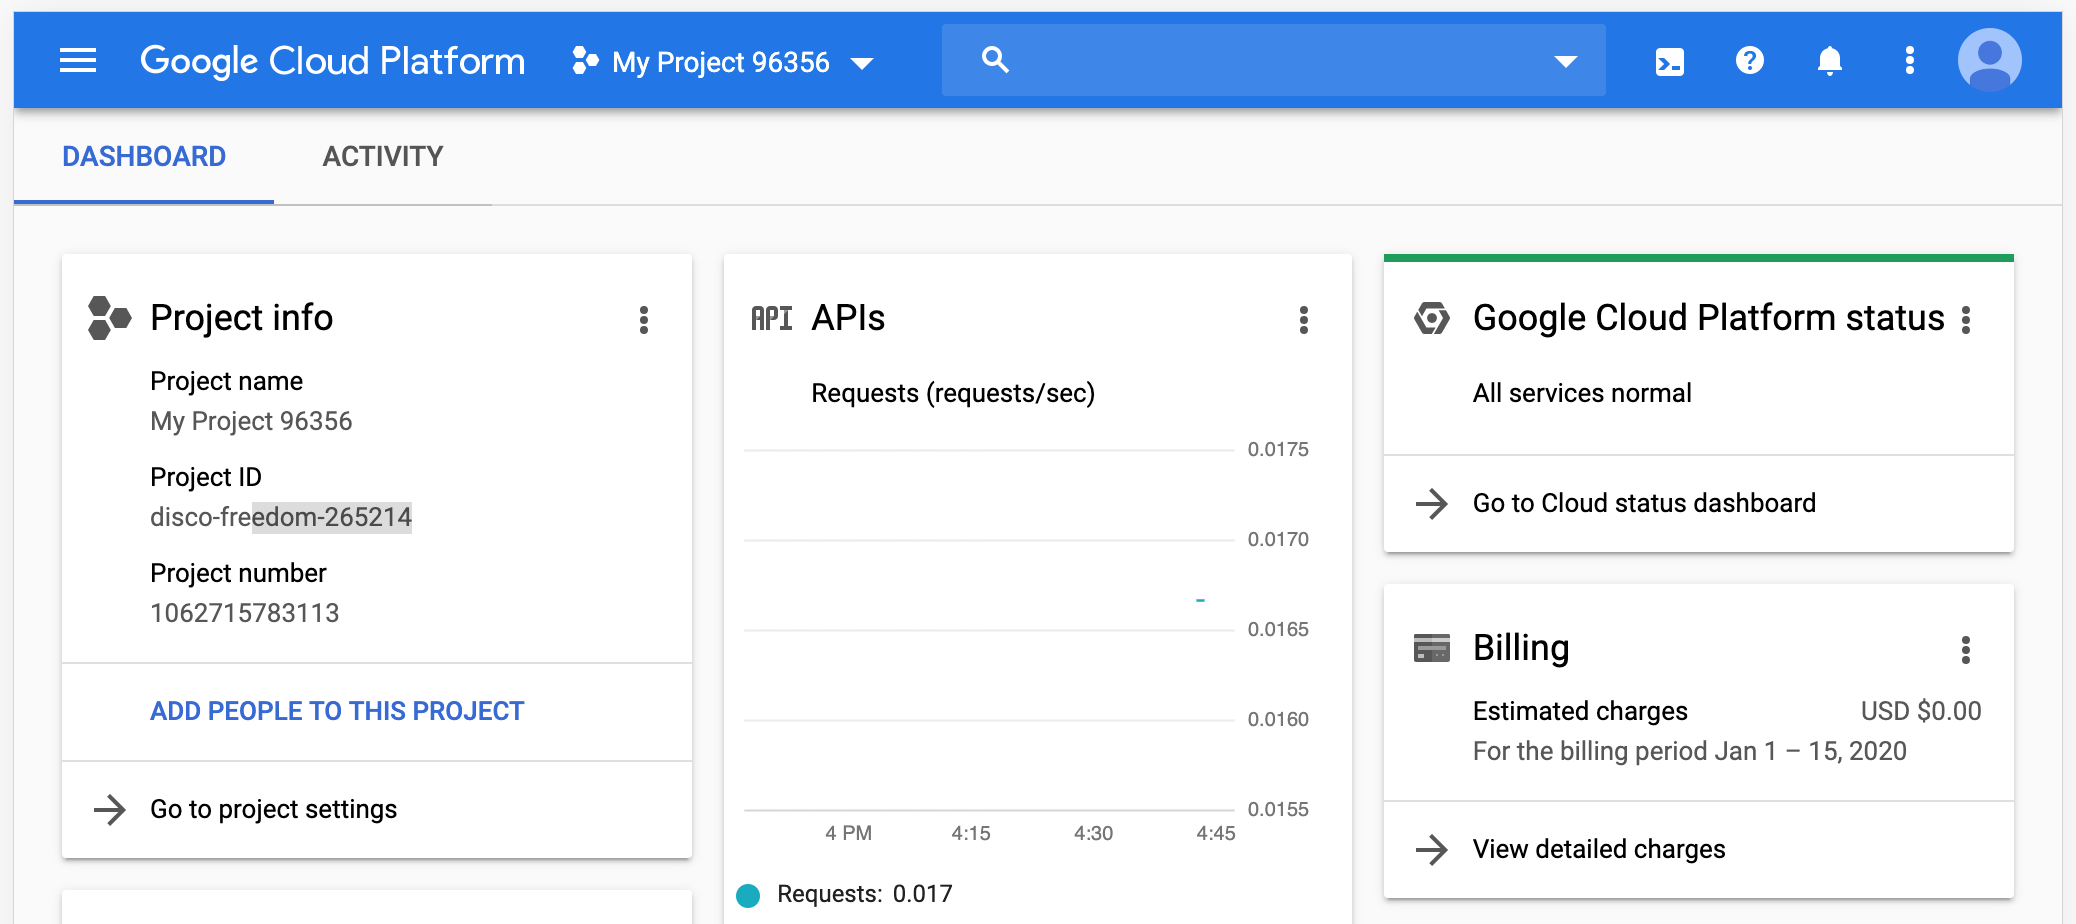 Google Cloud Platform
My Project 96356
DASHBOARD
ACTIVITY
Project info
Project name
My Project 96356
Project ID
disco-freedom-265214
Project number
1062715783113
ADD PEOPLE TO THIS PROJECT
Go to project settings
API APIs
Requests (requests/sec)
0.0175
0.0170
0.0165
0.0160
0.0155
4 PM 4:15 4:30 4:45
Requests: 0.017
Google Cloud Platform status
All services normal
Go to Cloud status dashboard
Billing
Estimated charges USD $0.00
For the billing period Jan 1 – 15, 2020
View detailed charges